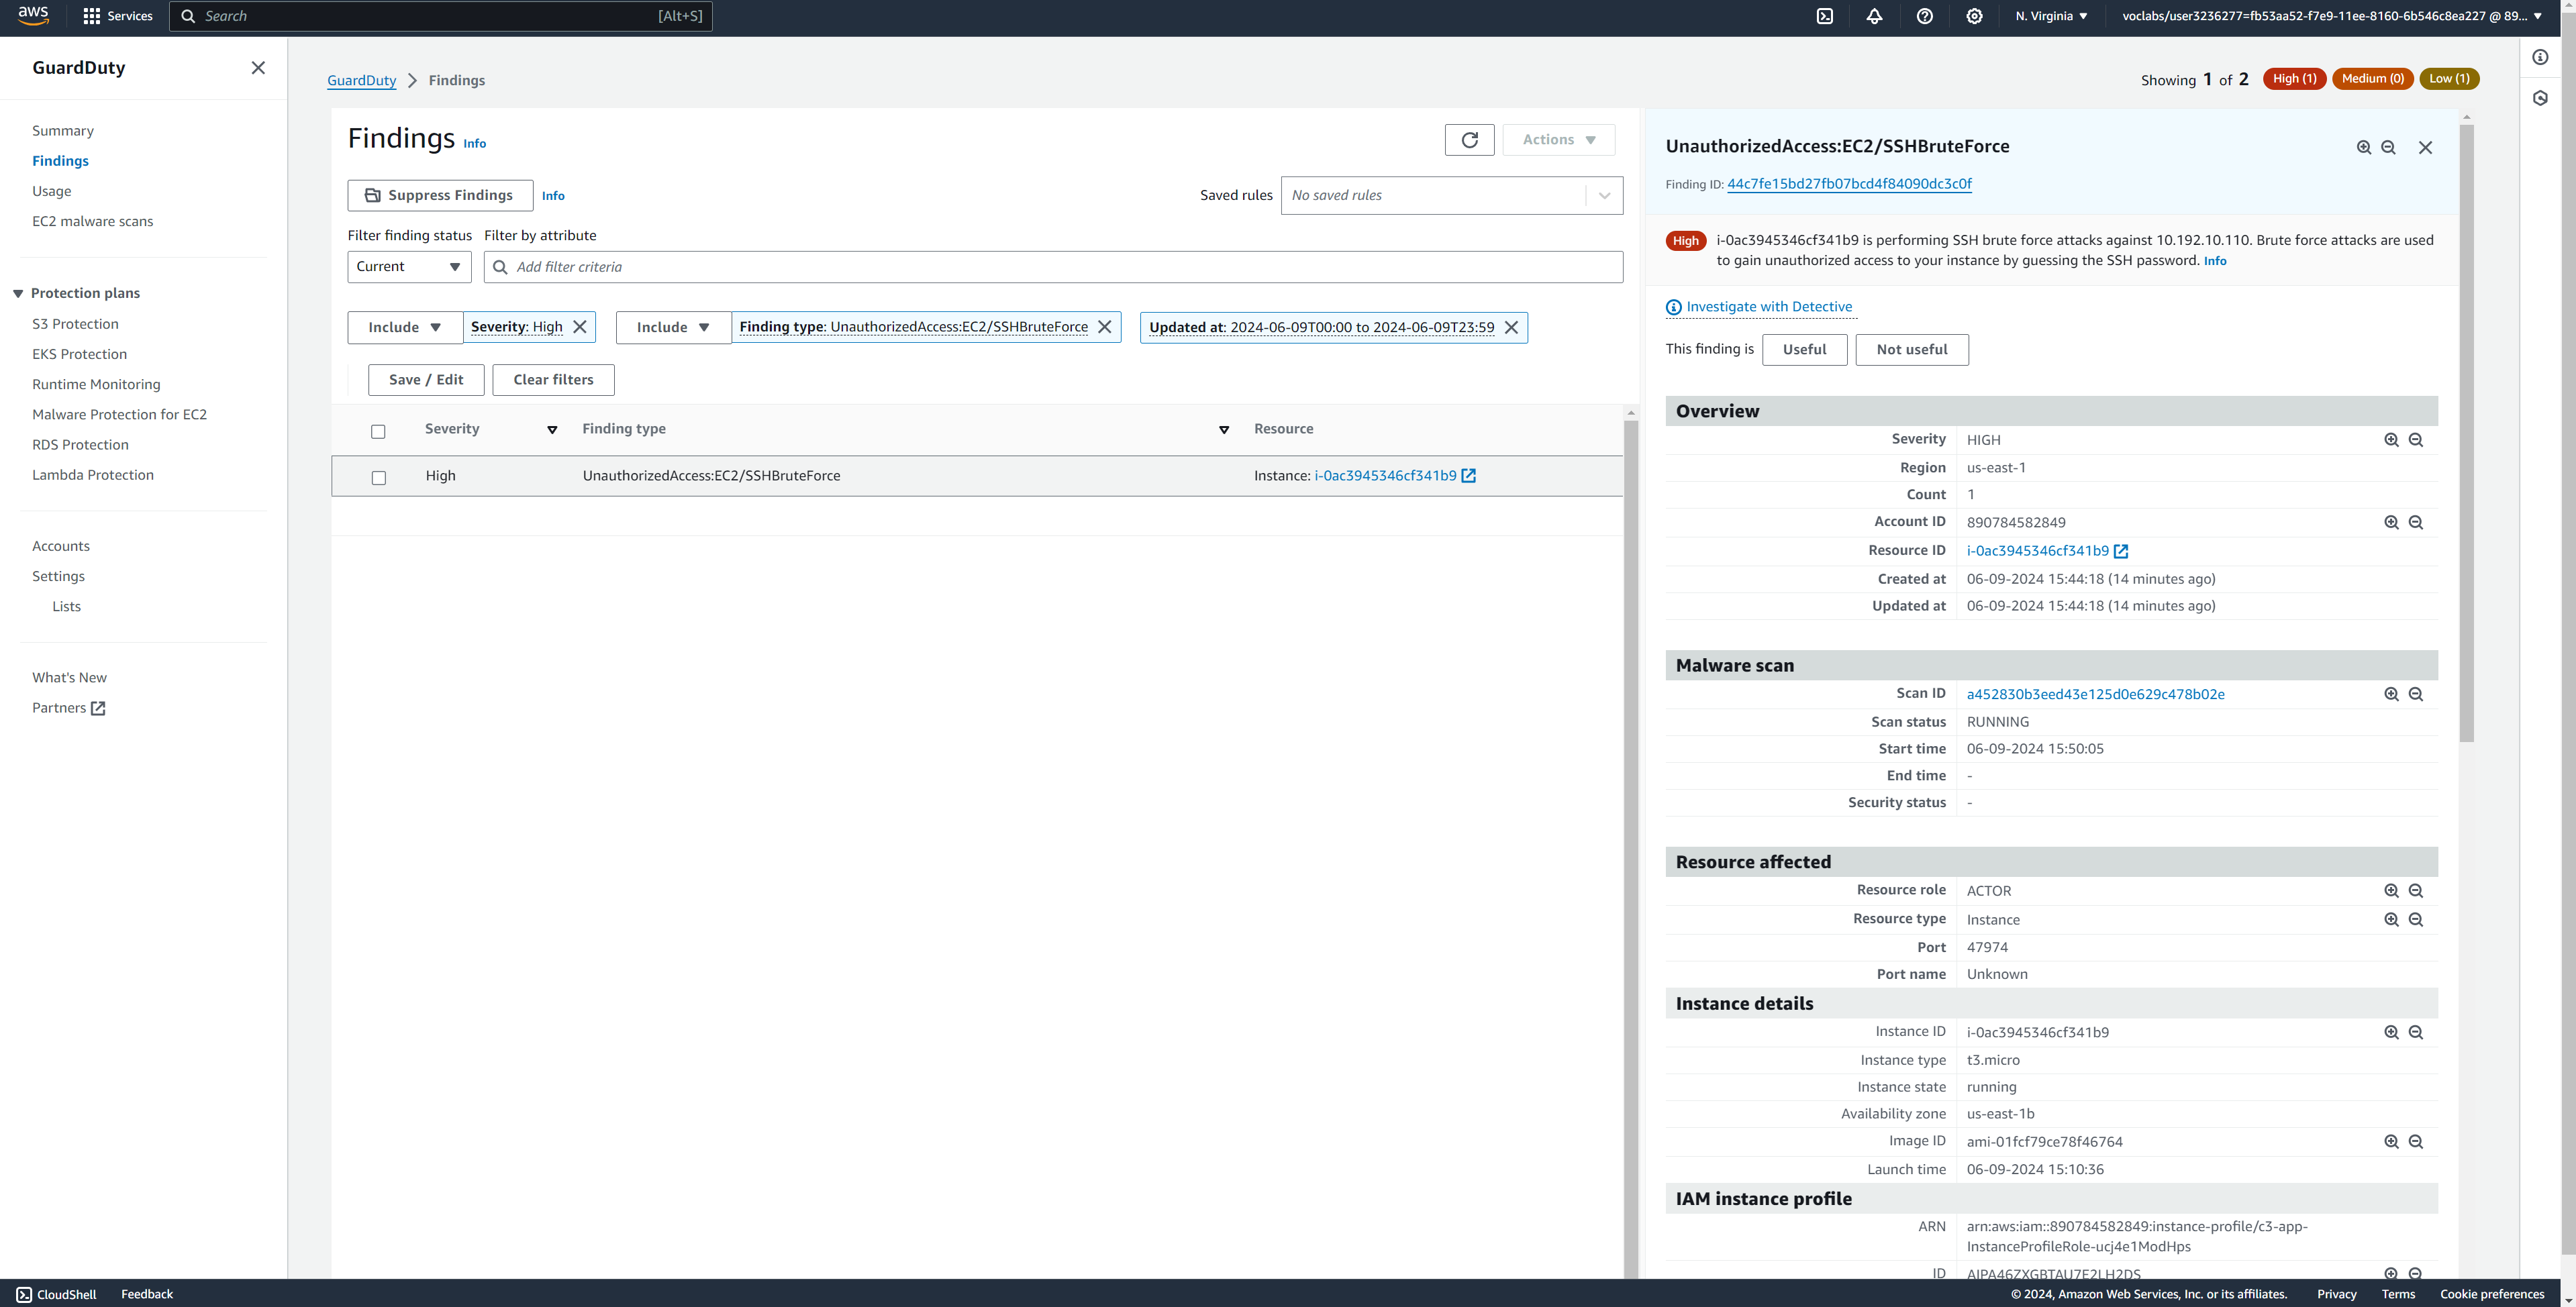 aws
Services
Search
[Alt+S]
N. Virginia
voclabs/user3236277=fb53aa52-f7e9-11ee-8160-6b546c8ea227 @ 89...
GuardDuty
Summary
Findings
Usage
EC2 malware scans
Protection plans
S3 Protection
EKS Protection
Runtime Monitoring
Malware Protection for EC2
RDS Protection
Lambda Protection
Accounts
Settings
Lists
What's New
Partners
GuardDuty > Findings
Showing 1 of 2 High (1) Medium (0) Low (1)
Findings Info
Actions
Suppress Findings Info
Saved rules No saved rules
Filter finding status Filter by attribute
Current Add filter criteria
Include Severity: High Include Finding type: UnauthorizedAccess:EC2/SSHBruteForce Updated at: 2024-06-09T00:00 to 2024-06-09T23:59
Save / Edit Clear filters
Severity Finding type Resource
High UnauthorizedAccess:EC2/SSHBruteForce Instance: i-0ac3945346cf341b9
UnauthorizedAccess:EC2/SSHBruteForce
Finding ID: 44c7fe15bd27fb07bcd4f84090dc3c0f
High i-0ac3945346cf341b9 is performing SSH brute force attacks against 10.192.10.110. Brute force attacks are used
to gain unauthorized access to your instance by guessing the SSH password. Info
Investigate with Detective
This finding is Useful Not useful
Overview
Severity HIGH
Region us-east-1
Count 1
Account ID 890784582849
Resource ID i-0ac3945346cf341b9
Created at 06-09-2024 15:44:18 (14 minutes ago)
Updated at 06-09-2024 15:44:18 (14 minutes ago)
Malware scan
Scan ID a452830b3eed43e125d0e629c478b02e
Scan status RUNNING
Start time 06-09-2024 15:50:05
End time -
Security status -
Resource affected
Resource role ACTOR
Resource type Instance
Port 47974
Port name Unknown
Instance details
Instance ID i-0ac3945346cf341b9
Instance type t3.micro
Instance state running
Availability zone us-east-1b
Image ID ami-01fcf79ce78f46764
Launch time 06-09-2024 15:10:36
IAM instance profile
ARN arn:aws:iam::890784582849:instance-profile/c3-app-
InstanceProfileRole-ucj4e1ModHps
ID AIPA46ZXGBTAU7E2LH2DS
CloudShell Feedback
© 2024, Amazon Web Services, Inc. or its affiliates. Privacy Terms Cookie preferences